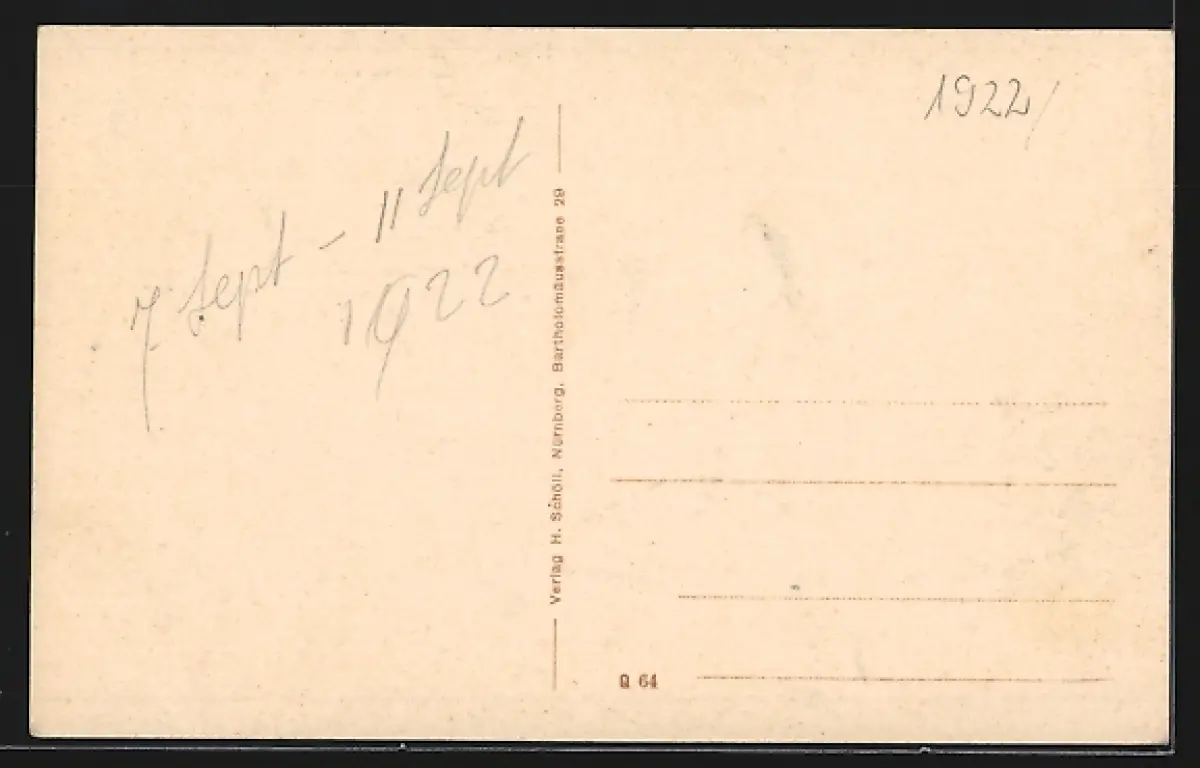 7 Sept – 11 Sept
1922
Verlag H. Schöll, Nürnberg, Bartholomäusstrasse 29
1922/
Q 64